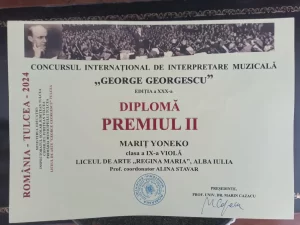 CONCURSUL INTERNAȚIONAL DE INTERPRETARE MUZICALĂ
„GEORGE GEORGESCU”
EDIȚIA a XXX-a
DIPLOMĂ
PREMIUL II
MARIȚ YONEKO
clasa a IX-a VIOLĂ
LICEUL DE ARTE „REGINA MARIA”, ALBA IULIA
Prof. coordonator ALINA STAVAR
PREȘEDINTE,
PROF. UNIV. DR. MARIN CAZACU
ROMÂNIA - TULCEA - 2024